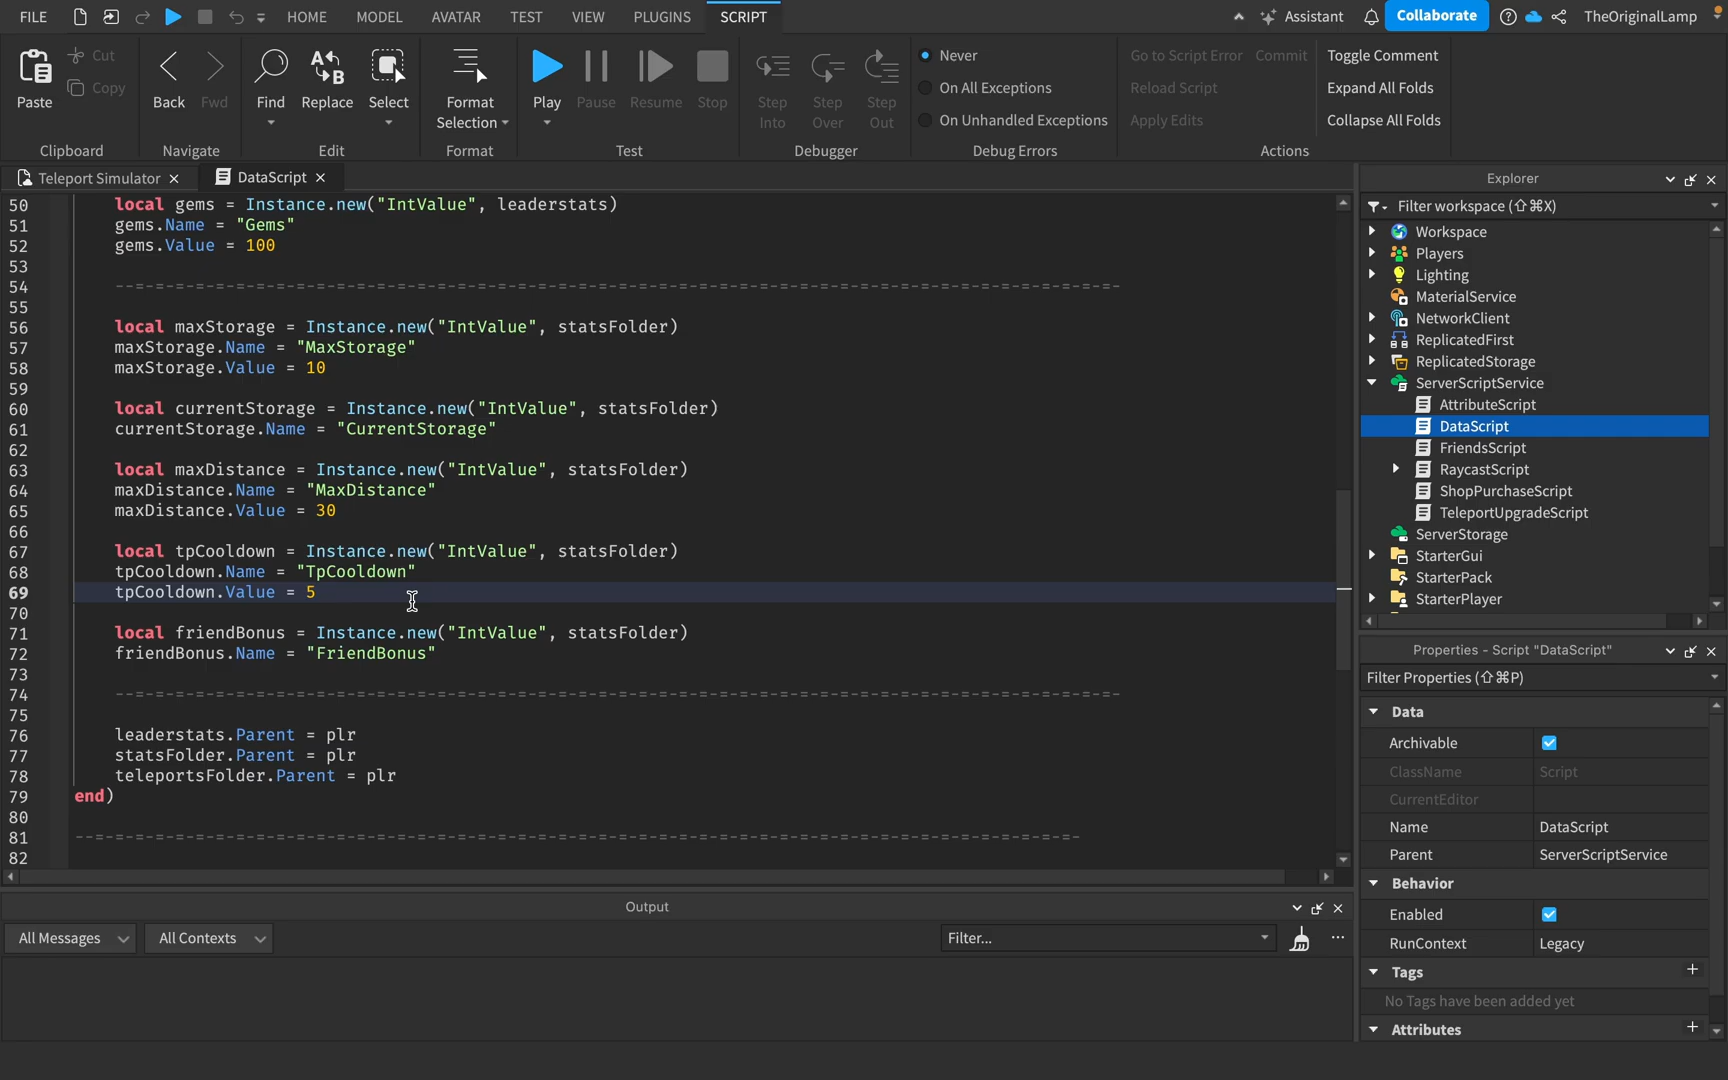 FILE HOME MODEL AVATAR TEST VIEW PLUGINS SCRIPT Assistant Collaborate TheOriginalLamp
Paste Cut Copy Back Fwd Find Replace Select Format Selection Play Pause Resume Stop Step Into Step Over Step Out
Never
On All Exceptions
On Unhandled Exceptions
Go to Script Error Commit
Reload Script
Apply Edits
Toggle Comment
Expand All Folds
Collapse All Folds
Clipboard Navigate Edit Format Test Debugger Debug Errors Actions
Teleport Simulator DataScript
50 local gems = Instance.new("IntValue", leaderstats)
51 gems.Name = "Gems"
52 gems.Value = 100
53
54 --=-=-=-=-=-=-=-=-=-=-=-=-=-=-=-=-=-=-=-=-=-=-=-=-=-=-=-=-=-=-=-=-=-=-=-=-=-=-=-=-=-=-=-=-=-=-=-=-=-
55
56 local maxStorage = Instance.new("IntValue", statsFolder)
57 maxStorage.Name = "MaxStorage"
58 maxStorage.Value = 10
59
60 local currentStorage = Instance.new("IntValue", statsFolder)
61 currentStorage.Name = "CurrentStorage"
62
63 local maxDistance = Instance.new("IntValue", statsFolder)
64 maxDistance.Name = "MaxDistance"
65 maxDistance.Value = 30
66
67 local tpCooldown = Instance.new("IntValue", statsFolder)
68 tpCooldown.Name = "TpCooldown"
69 tpCooldown.Value = 5
70
71 local friendBonus = Instance.new("IntValue", statsFolder)
72 friendBonus.Name = "FriendBonus"
73
74 --=-=-=-=-=-=-=-=-=-=-=-=-=-=-=-=-=-=-=-=-=-=-=-=-=-=-=-=-=-=-=-=-=-=-=-=-=-=-=-=-=-=-=-=-=-=-=-=-=-
75
76 leaderstats.Parent = plr
77 statsFolder.Parent = plr
78 teleportsFolder.Parent = plr
79 end)
80
81 --=-=-=-=-=-=-=-=-=-=-=-=-=-=-=-=-=-=-=-=-=-=-=-=-=-=-=-=-=-=-=-=-=-=-=-=-=-=-=-=-=-=-=-=-=-=-=-=-=-
82
Output
All Messages All Contexts Filter...
Explorer
Filter workspace (⇧⌘X)
Workspace
Players
Lighting
MaterialService
NetworkClient
ReplicatedFirst
ReplicatedStorage
ServerScriptService
AttributeScript
DataScript
FriendsScript
RaycastScript
ShopPurchaseScript
TeleportUpgradeScript
ServerStorage
StarterGui
StarterPack
StarterPlayer
Properties - Script "DataScript"
Filter Properties (⇧⌘P)
Data
Archivable
ClassName Script
CurrentEditor
Name DataScript
Parent ServerScriptService
Behavior
Enabled
RunContext Legacy
Tags +
No Tags have been added yet
Attributes +